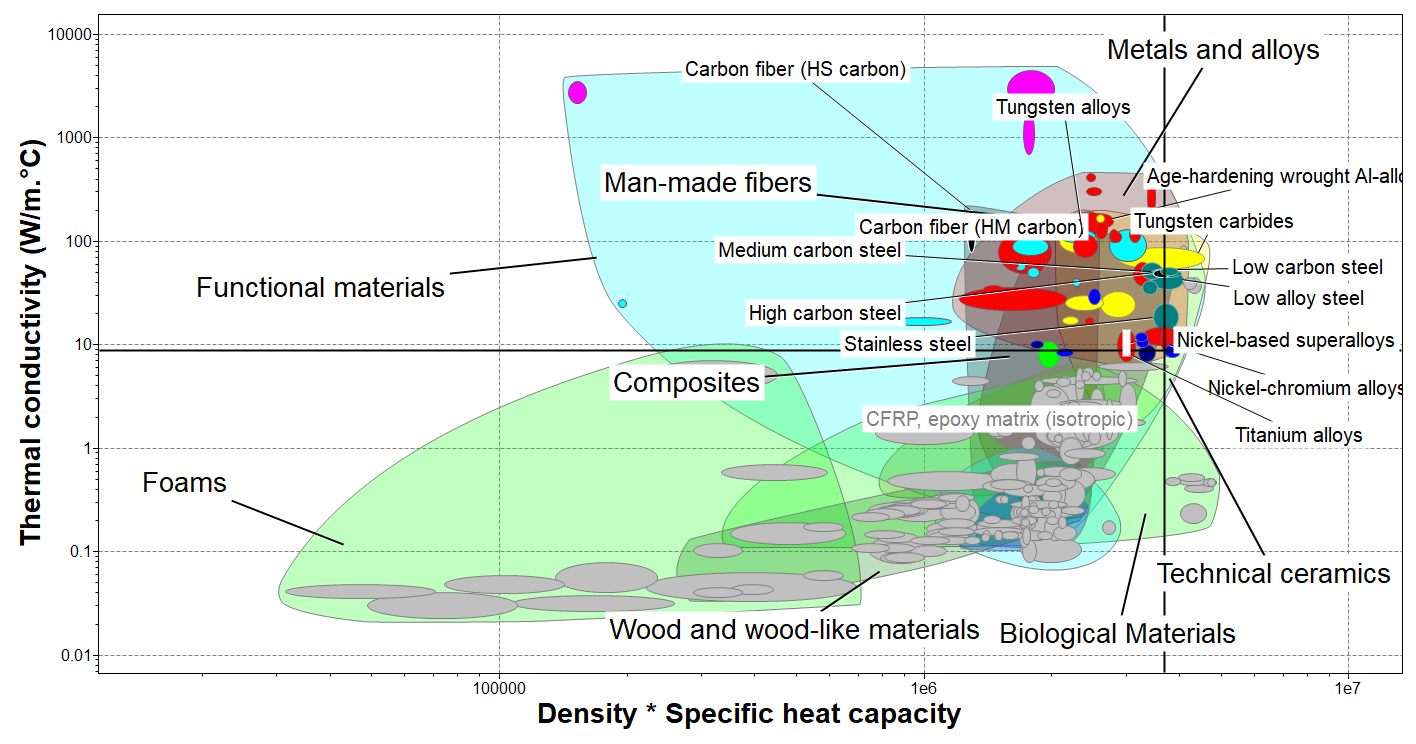 10000
1000
100
10
1
0.1
0.01
Thermal conductivity (W/m.°C)
Metals and alloys
Carbon fiber (HS carbon)
Tungsten alloys
Age-hardening wrought Al-allo
Man-made fibers
Carbon fiber (HM carbon)
Tungsten carbides
Medium carbon steel
Low carbon steel
Functional materials
Low alloy steel
High carbon steel
Stainless steel
Nickel-based superalloys
Composites
Nickel-chromium alloys
CFRP, epoxy matrix (isotropic)
Titanium alloys
Foams
Technical ceramics
Wood and wood-like materials
Biological Materials
100000
1e6
1e7
Density * Specific heat capacity